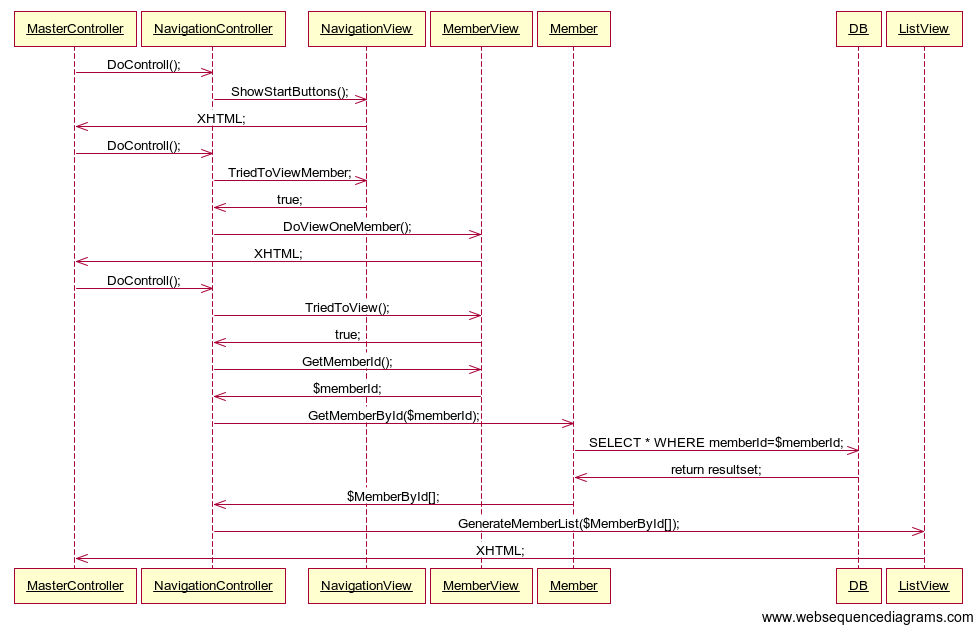 MasterController NavigationController NavigationView MemberView Member DB ListView
DoControll();
ShowStartButtons();
XHTML;
DoControll();
TriedToViewMember;
true;
DoViewOneMember();
XHTML;
DoControll();
TriedToView();
true;
GetMemberId();
$memberId;
GetMemberById($memberId);
SELECT * WHERE memberId=$memberId;
return resultset;
$MemberById[];
GenerateMemberList($MemberById[]);
XHTML;
MasterController NavigationController NavigationView MemberView Member DB ListView
www.websequencediagrams.com